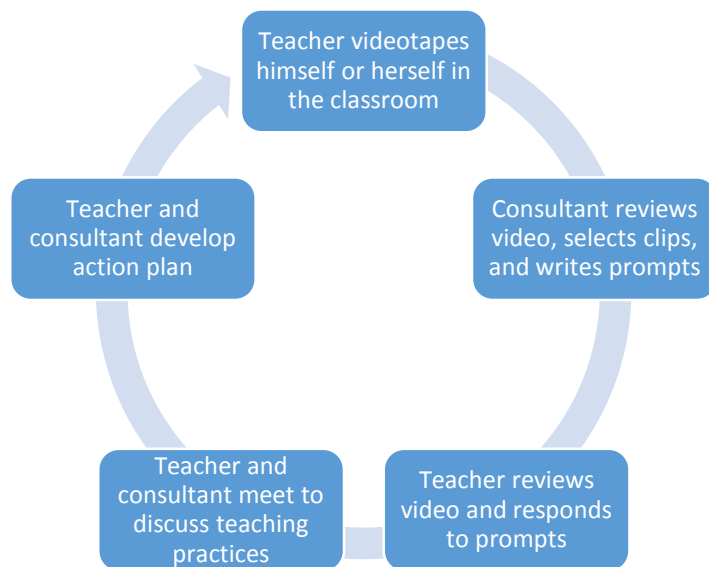 Teacher videotapes
himself or herself in
the classroom
Consultant reviews
video, selects clips,
and writes prompts
Teacher reviews
video and responds
to prompts
Teacher and
consultant meet to
discuss teaching
practices
Teacher and
consultant develop
action plan